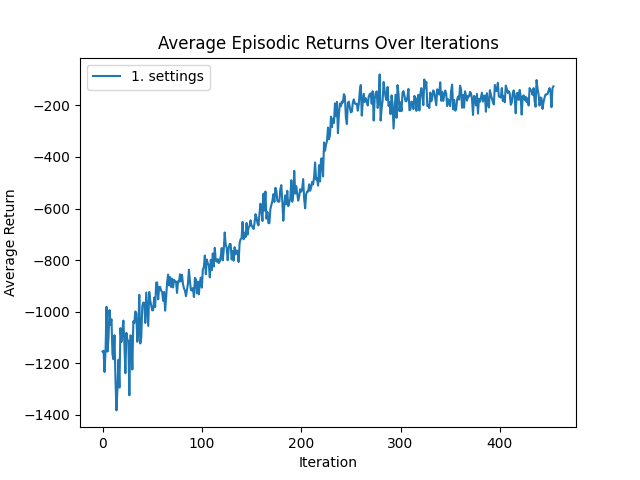 Average Episodic Returns Over Iterations
1. settings
−200
−400
−600
−800
−1000
−1200
−1400
Average Return
0 100 200 300 400
Iteration